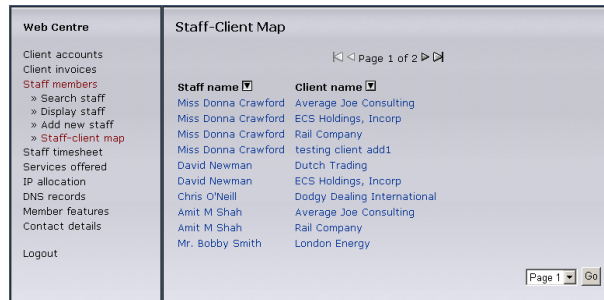 Web Centre
Client accounts
Client invoices
Staff members
» Search staff
» Display staff
» Add new staff
» Staff-client map
Staff timesheet
Services offered
IP allocation
DNS records
Member features
Contact details
Logout
Staff-Client Map
Page 1 of 2
Staff name Client name
Miss Donna Crawford Average Joe Consulting
Miss Donna Crawford ECS Holdings, Incorp
Miss Donna Crawford Rail Company
Miss Donna Crawford testing client add1
David Newman Dutch Trading
David Newman ECS Holdings, Incorp
Chris O'Neill Dodgy Dealing International
Amit M Shah Average Joe Consulting
Amit M Shah Rail Company
Mr. Bobby Smith London Energy
Page 1 Go